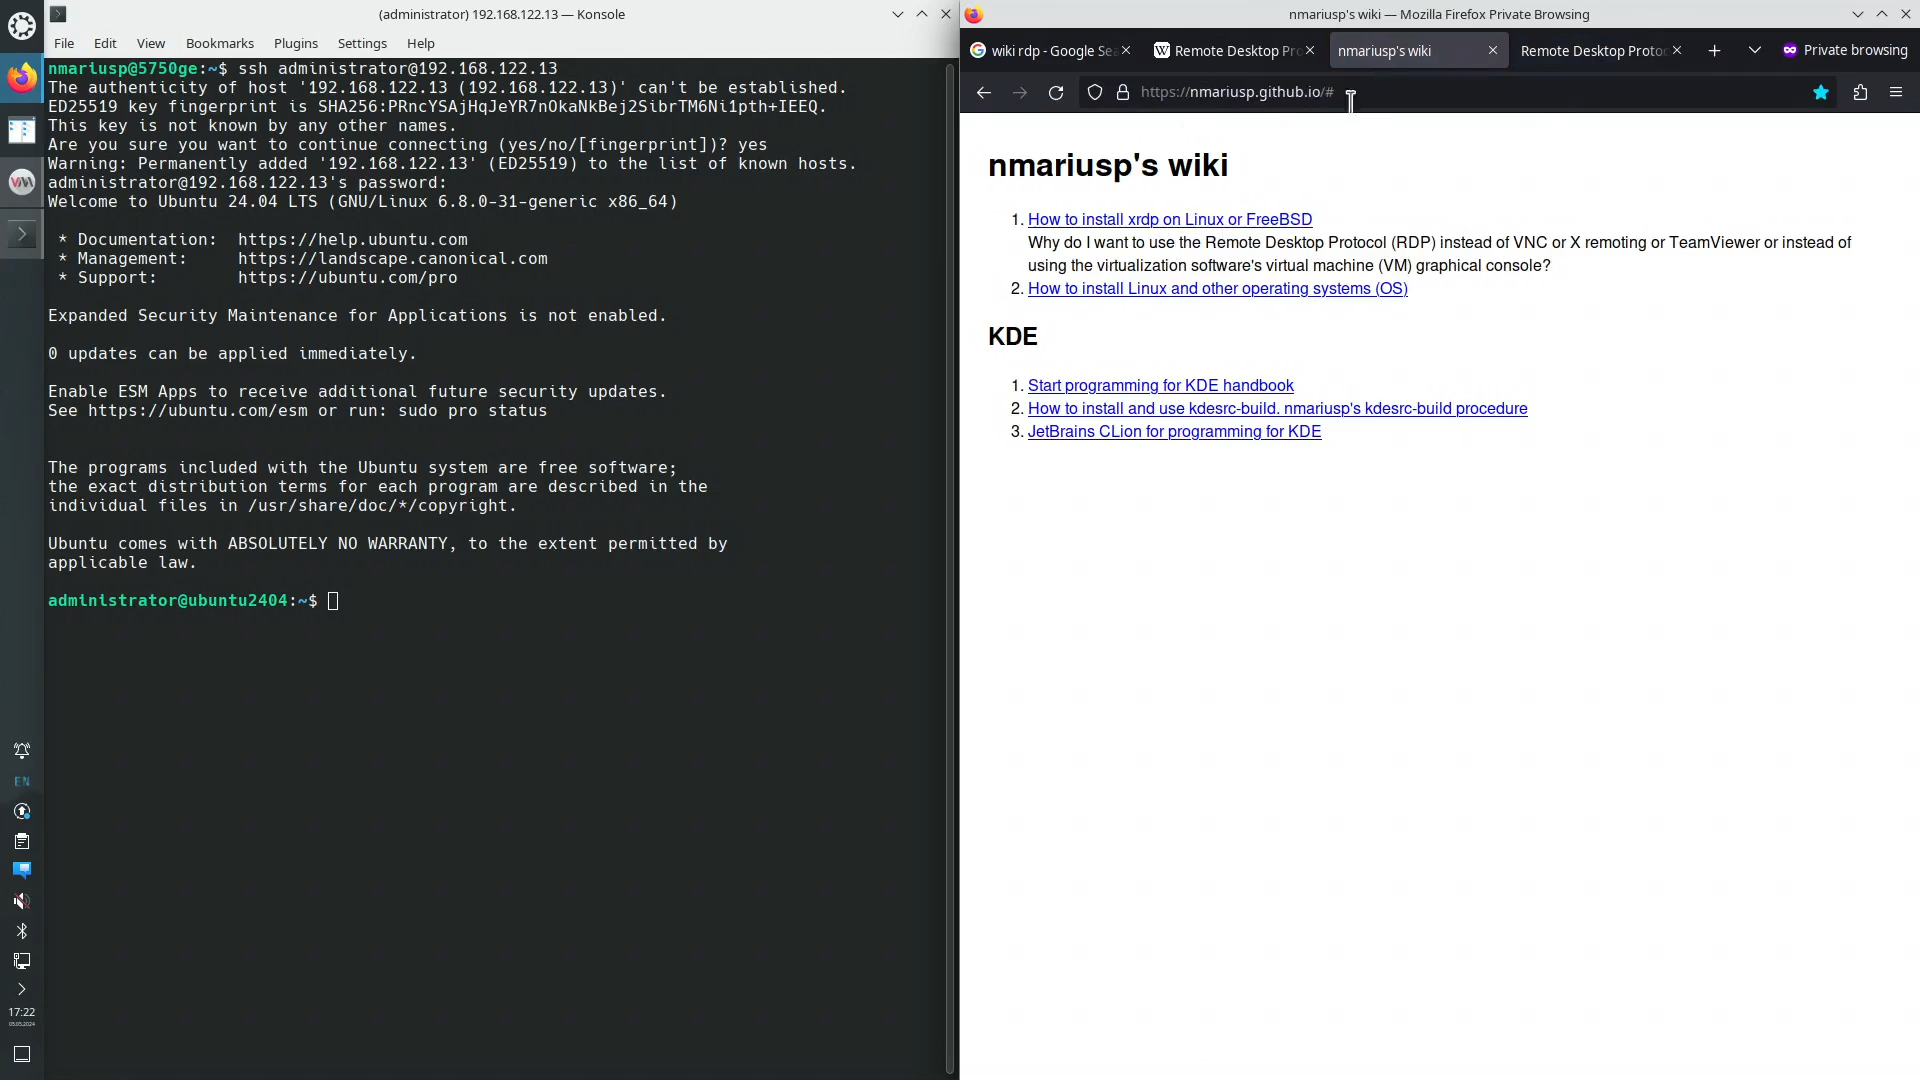 (administrator) 192.168.122.13 — Konsole
File Edit View Bookmarks Plugins Settings Help
nmariusp@5750ge:~$ ssh administrator@192.168.122.13
The authenticity of host '192.168.122.13 (192.168.122.13)' can't be established.
ED25519 key fingerprint is SHA256:PRncYSAjHqJeYR7nOkaNkBej2SibrTM6Ni1pth+IEEQ.
This key is not known by any other names.
Are you sure you want to continue connecting (yes/no/[fingerprint])? yes
Warning: Permanently added '192.168.122.13' (ED25519) to the list of known hosts.
administrator@192.168.122.13's password:
Welcome to Ubuntu 24.04 LTS (GNU/Linux 6.8.0-31-generic x86_64)
* Documentation: https://help.ubuntu.com
* Management: https://landscape.canonical.com
* Support: https://ubuntu.com/pro
Expanded Security Maintenance for Applications is not enabled.
0 updates can be applied immediately.
Enable ESM Apps to receive additional future security updates.
See https://ubuntu.com/esm or run: sudo pro status
The programs included with the Ubuntu system are free software;
the exact distribution terms for each program are described in the
individual files in /usr/share/doc/*/copyright.
Ubuntu comes with ABSOLUTELY NO WARRANTY, to the extent permitted by
applicable law.
administrator@ubuntu2404:~$
EN
17:22
05.05.2024
nmariusp's wiki — Mozilla Firefox Private Browsing
wiki rdp - Google Sea
Remote Desktop Pro
nmariusp's wiki
Remote Desktop Protoc
Private browsing
https://nmariusp.github.io/#
nmariusp's wiki
1. How to install xrdp on Linux or FreeBSD
Why do I want to use the Remote Desktop Protocol (RDP) instead of VNC or X remoting or TeamViewer or instead of
using the virtualization software's virtual machine (VM) graphical console?
2. How to install Linux and other operating systems (OS)
KDE
1. Start programming for KDE handbook
2. How to install and use kdesrc-build. nmariusp's kdesrc-build procedure
3. JetBrains CLion for programming for KDE